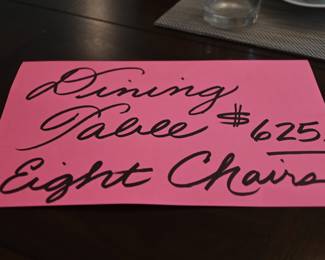 Dining
Table $625.
Eight Chairs